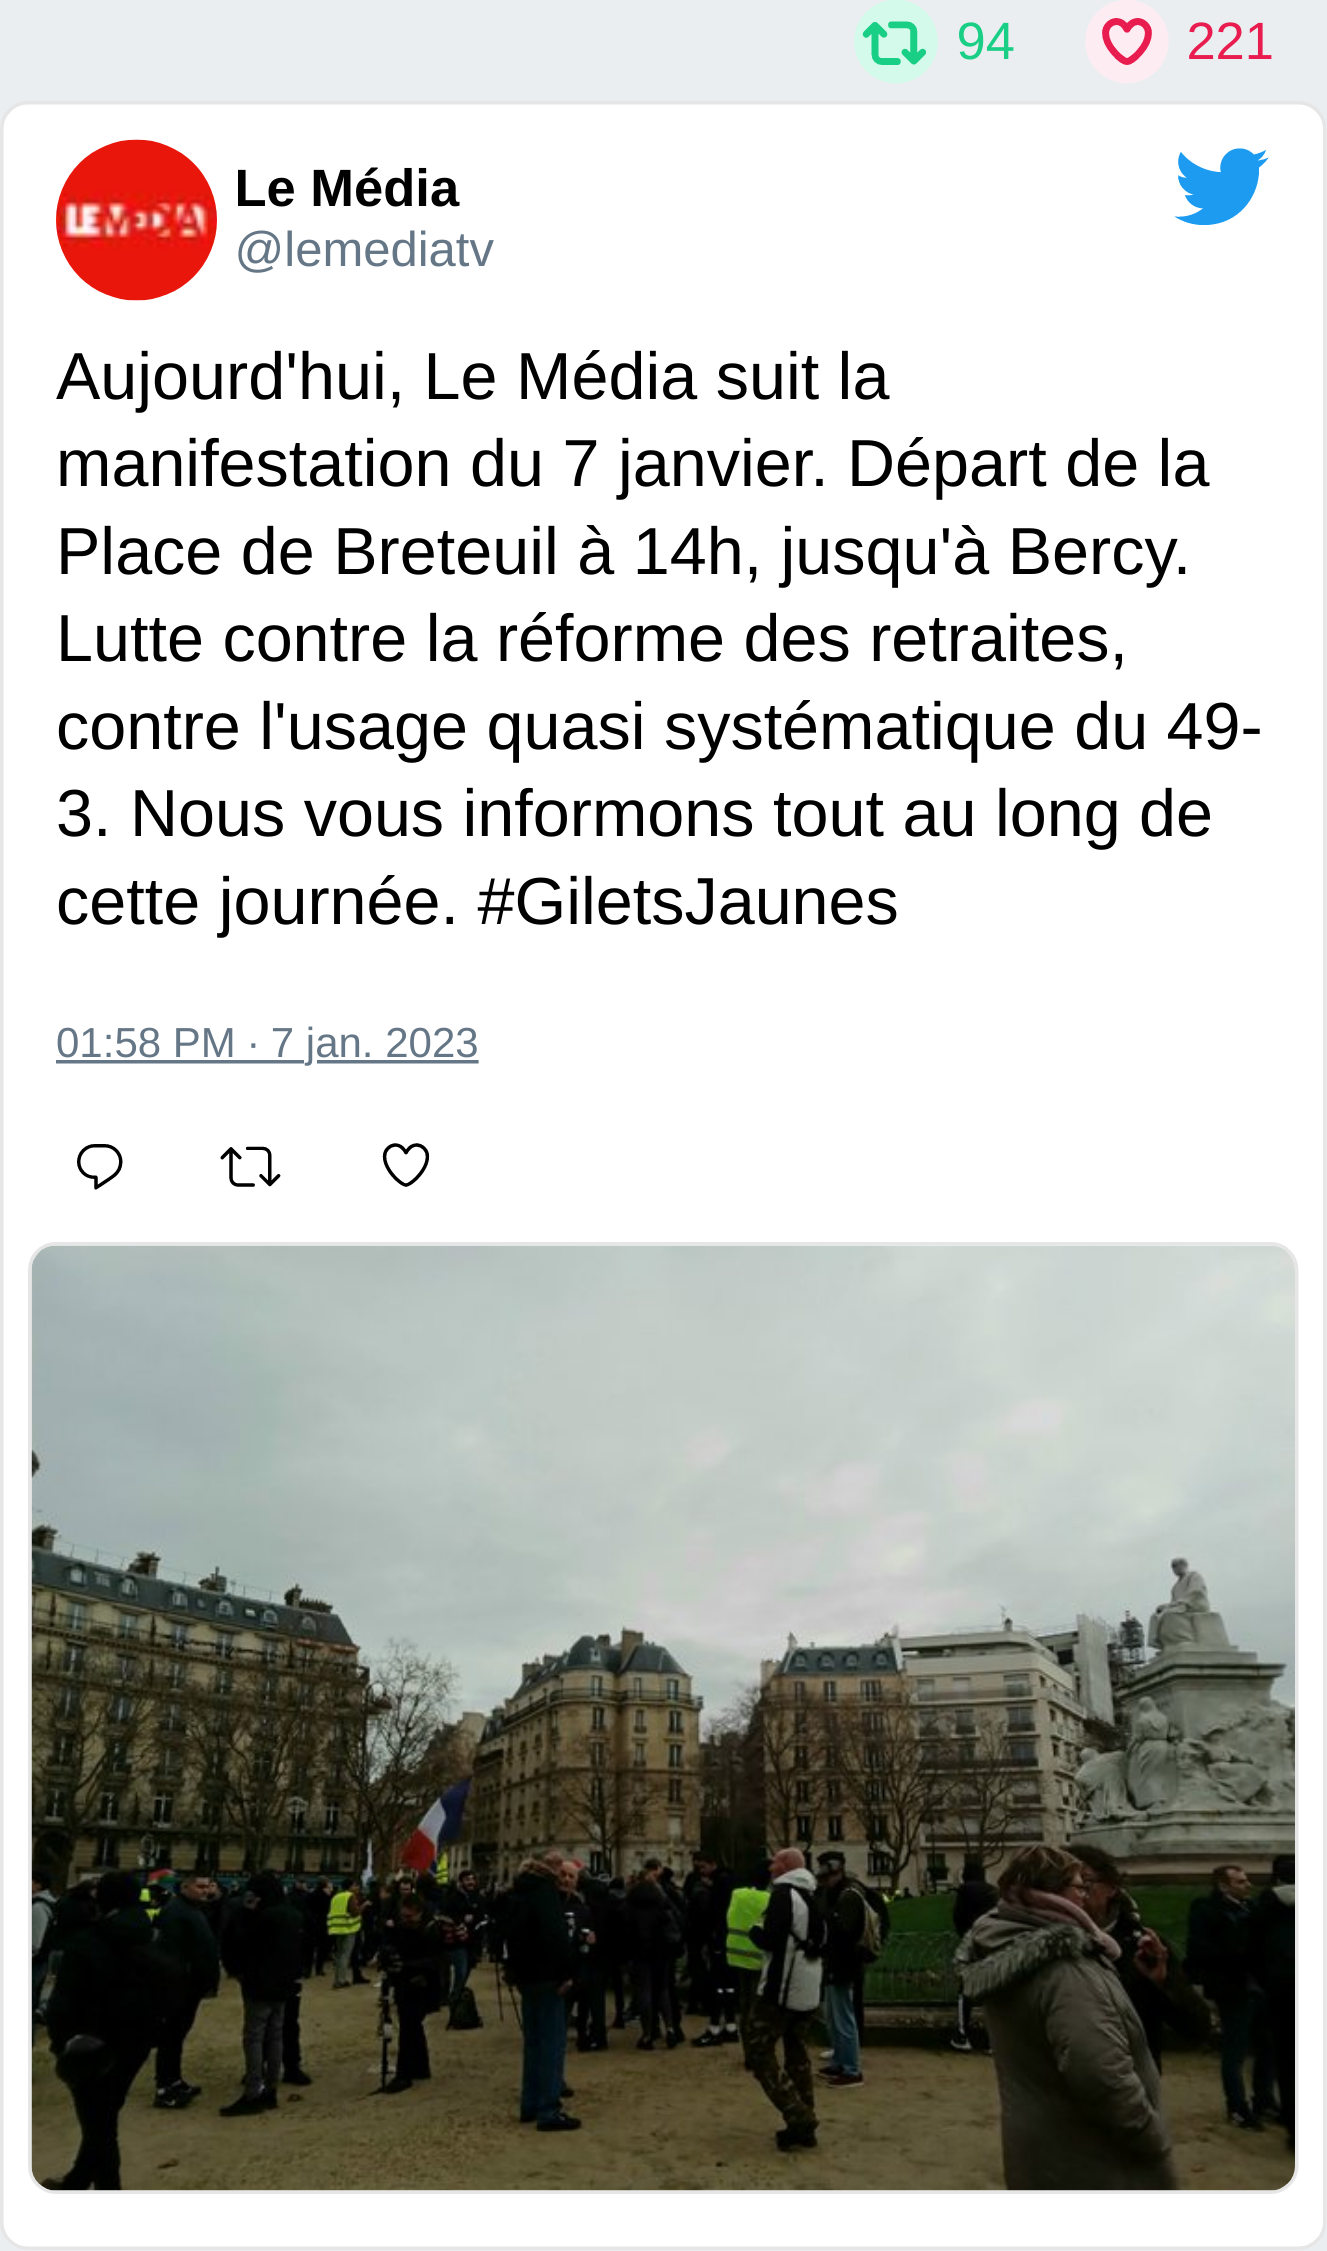 94 221
LE MEDIA
Le Média
@lemediatv
Aujourd'hui, Le Média suit la
manifestation du 7 janvier. Départ de la
Place de Breteuil à 14h, jusqu'à Bercy.
Lutte contre la réforme des retraites,
contre l'usage quasi systématique du 49-
3. Nous vous informons tout au long de
cette journée. #GiletsJaunes
01:58 PM · 7 jan. 2023